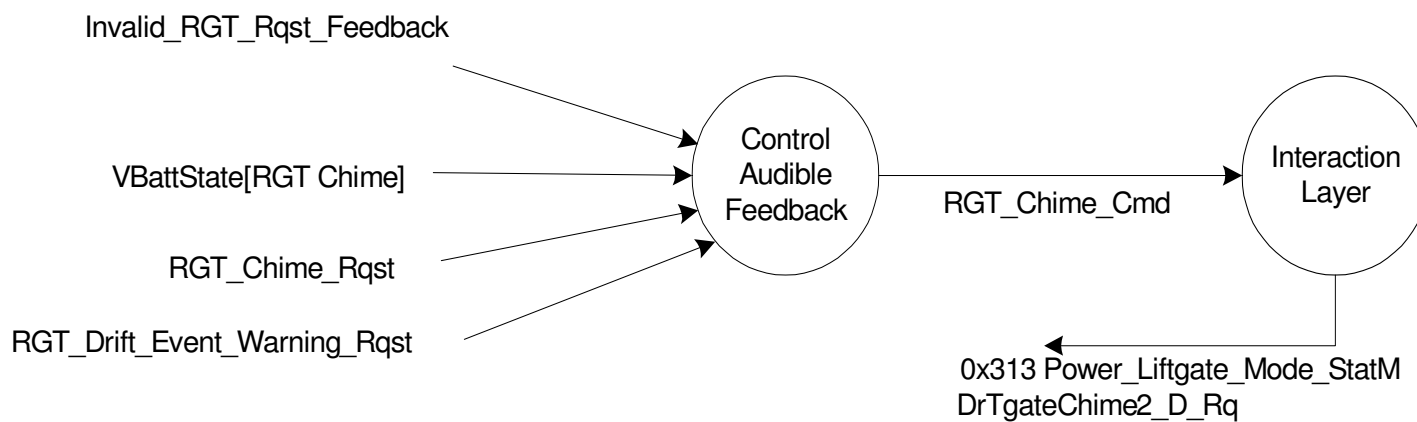 Invalid_RGT_Rqst_Feedback
VBattState[RGT Chime]
RGT_Chime_Rqst
RGT_Drift_Event_Warning_Rqst
Control
Audible
Feedback
RGT_Chime_Cmd
Interaction
Layer
0x313 Power_Liftgate_Mode_StatM
DrTgateChime2_D_Rq